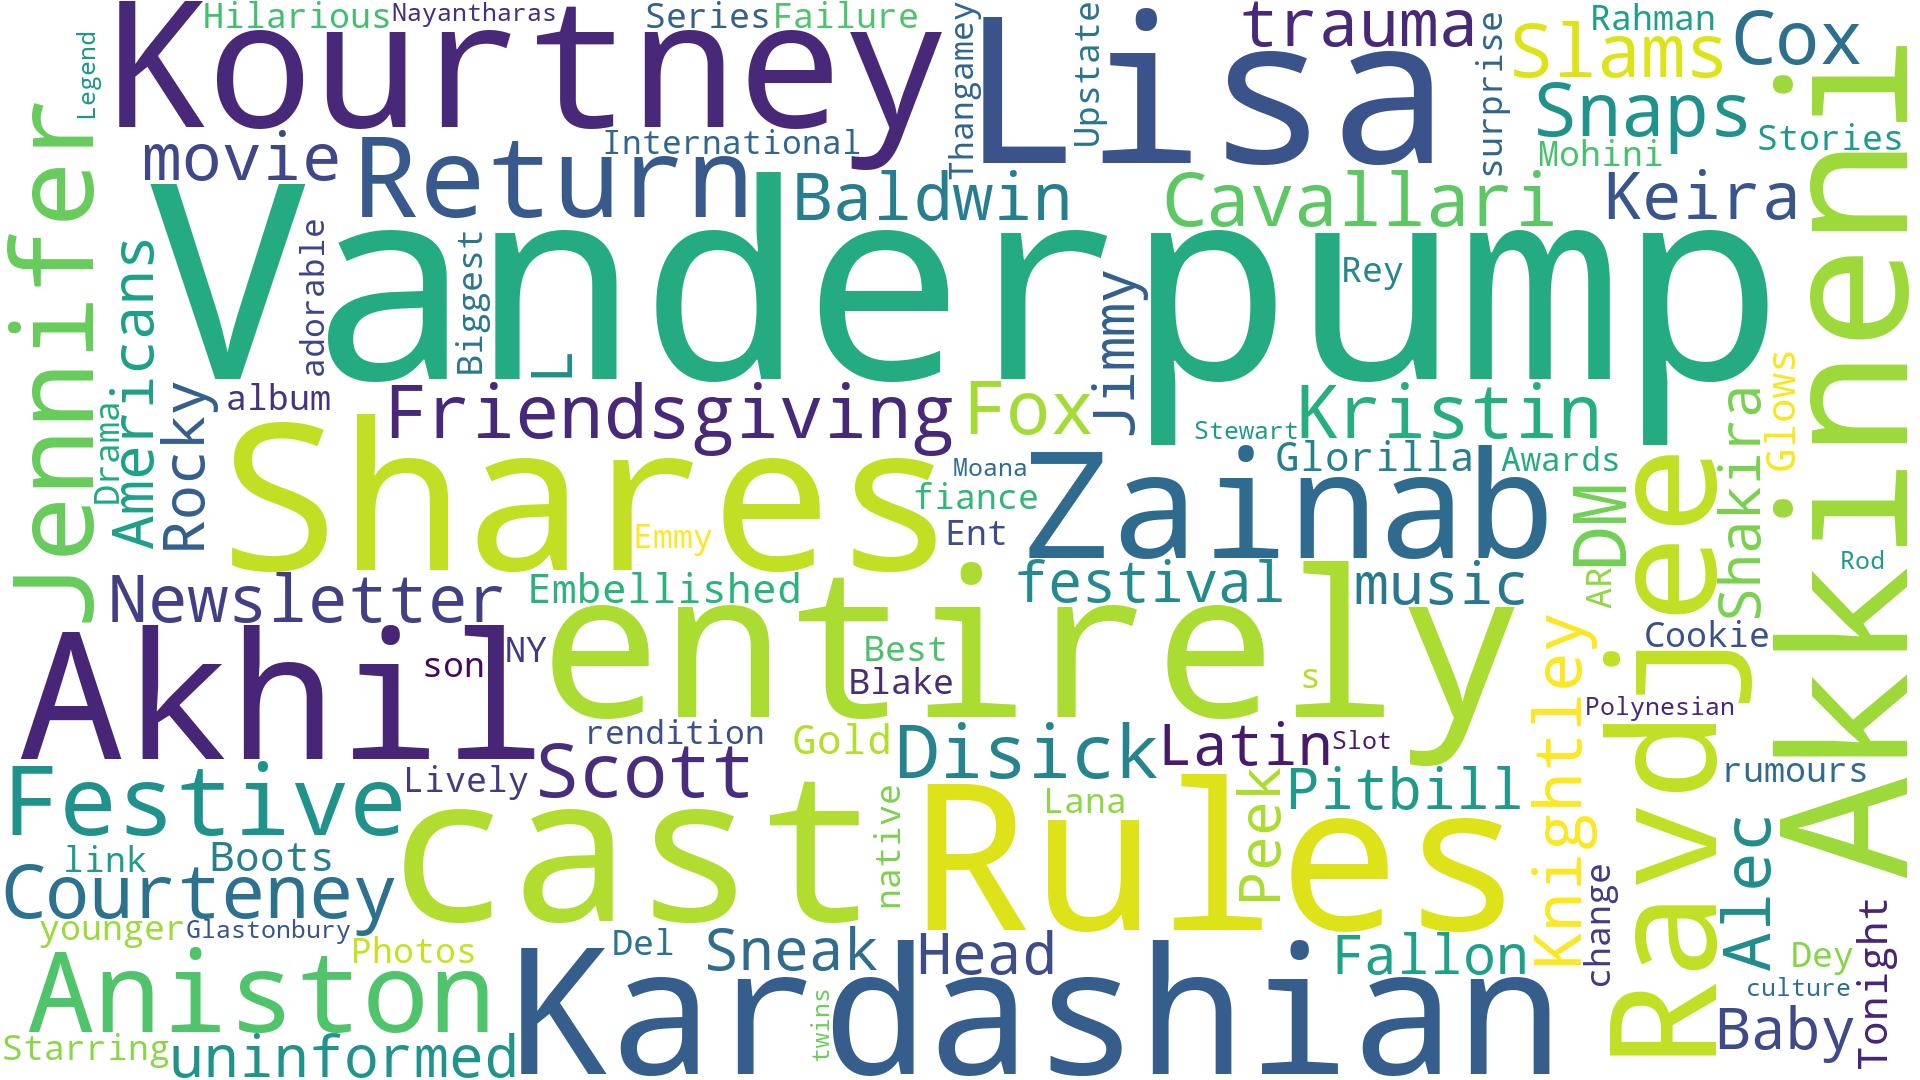 Hilarious
Nayantharas
Series
Failure
Kourtney
Lisa
Thangamey
Upstate
trauma
surprise
Slams
Rahman
Cox
Legend
Jennifer
movie
Return
International
Snaps
Mohini
Stories
Baldwin
Cavallari
Keira
Akkineni
Vanderpump
Americans
adorable
Biggest
L
Jimmy
Rey
Drama
Rocky
album
Friendsgiving
Fox
Stewart
Kristin
Glows
Shakira
Shares
Emmy
Moana
fiance
Ent
Zainab
Glorilla
Awards
DM
Ravdjee
Rod
Newsletter
Embellished
festival
music
AR
Cookie
Akhil
son
NY
entirely
Best
Blake
s
Knightley
Polynesian
rendition
Gold
Disick
Latin
Slot
rumours
Festive
Lively
Scott
cast
native
Rules
Lana
Peek
Pitbill
link
Boots
Courteney
Alec
change
younger
Glastonbury
Photos
Del
Sneak
Head
Fallon
Dey
Tonight
Aniston
Kardashian
twins
culture
Baby
Starring
uninformed